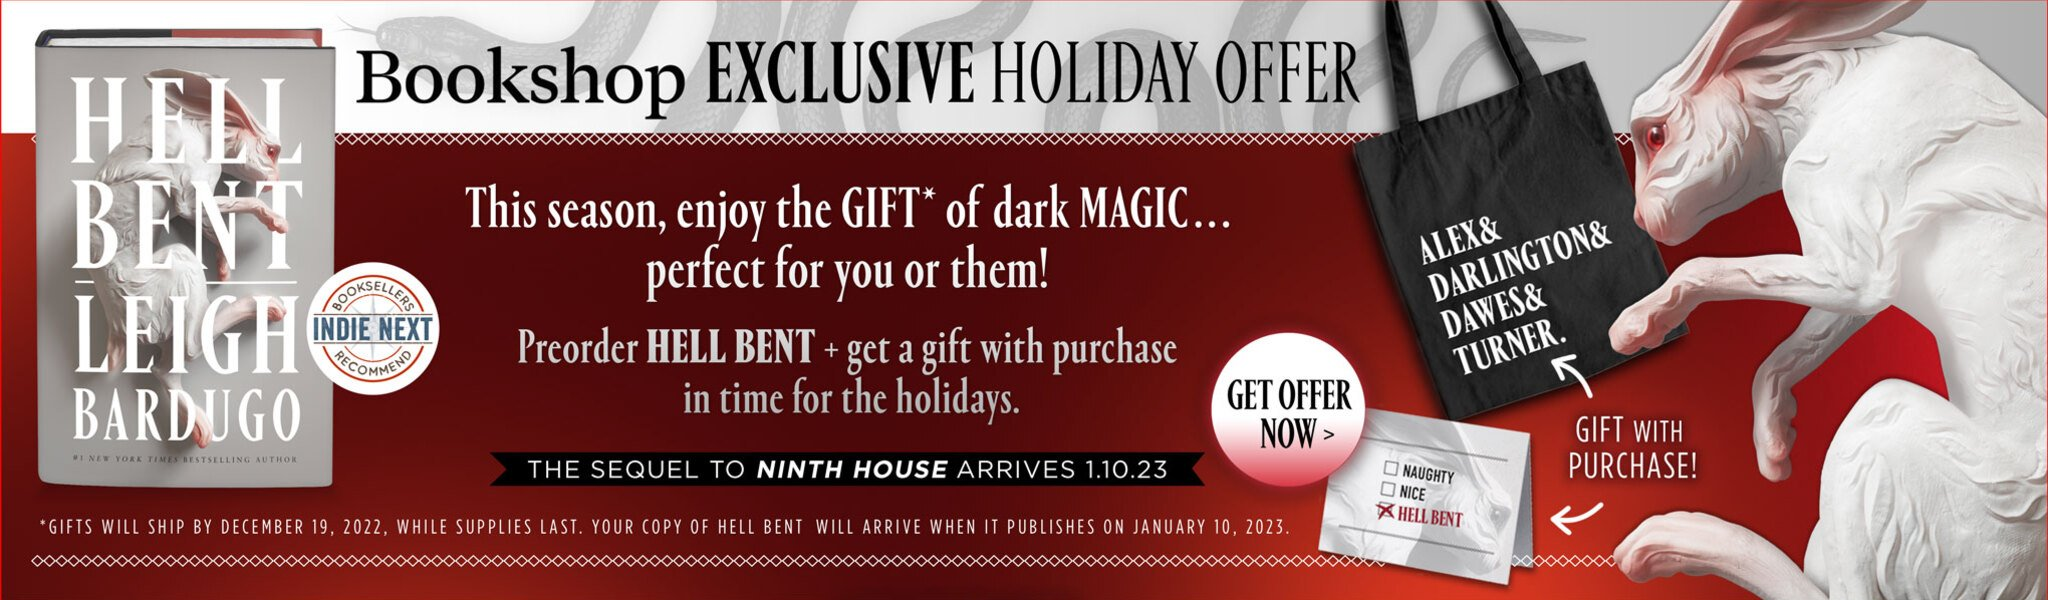 HELL
BENT
LEIGH
BARDUGO
#1 NEW YORK TIMES BESTSELLING AUTHOR
BOOKSELLERS
INDIE NEXT
RECOMMEND
Bookshop EXCLUSIVE HOLIDAY OFFER
This season, enjoy the GIFT* of dark MAGIC...
perfect for you or them!
Preorder HELL BENT + get a gift with purchase
in time for the holidays.
THE SEQUEL TO NINTH HOUSE ARRIVES 1.10.23
GET OFFER
NOW >
ALEX&
DARLINGTON&
DAWES&
TURNER.
GIFT WITH
PURCHASE!
NAUGHTY
NICE
HELL BENT
*GIFTS WILL SHIP BY DECEMBER 19, 2022, WHILE SUPPLIES LAST. YOUR COPY OF HELL BENT WILL ARRIVE WHEN IT PUBLISHES ON JANUARY 10, 2023.